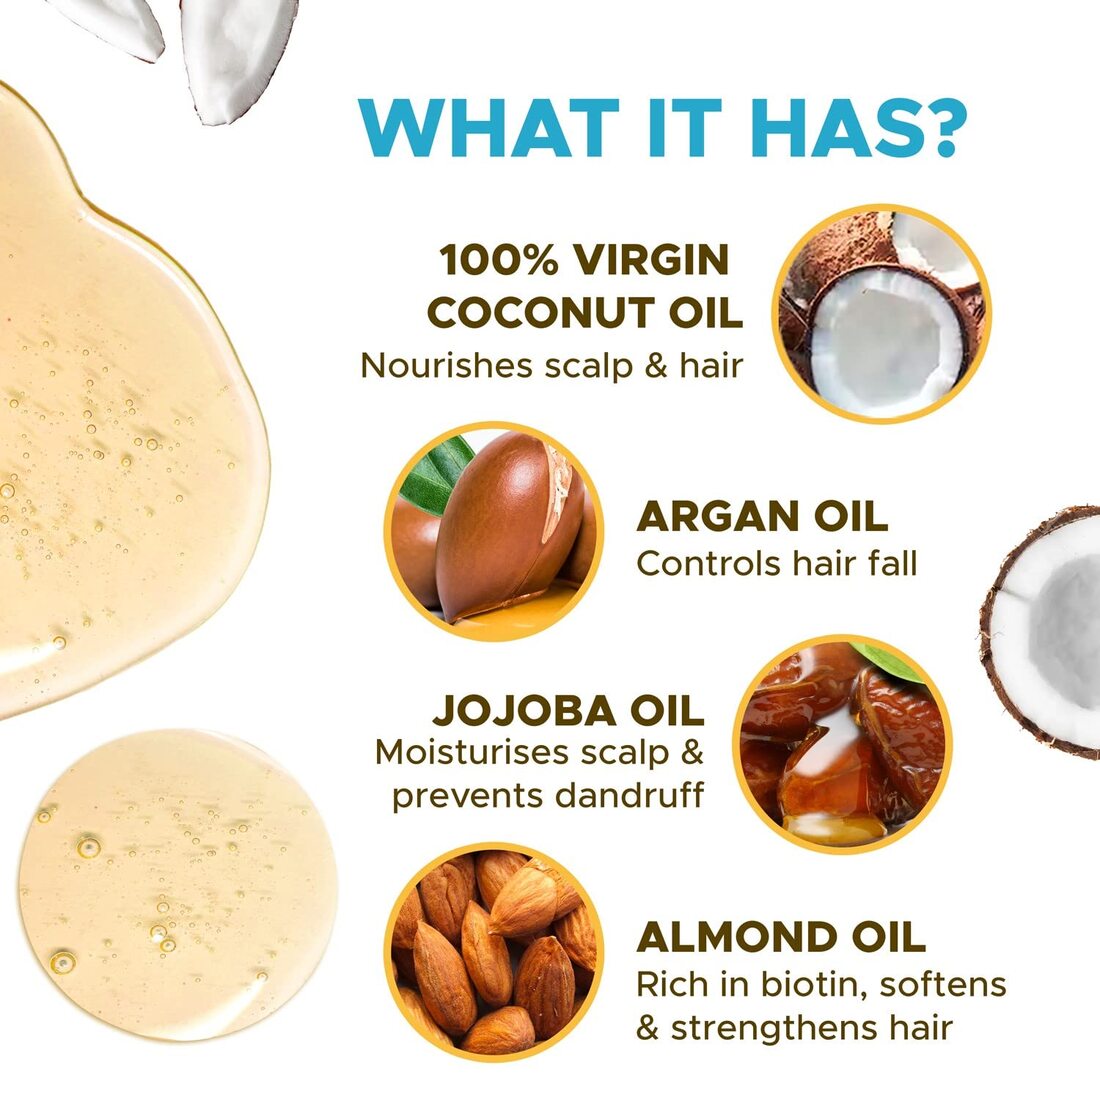 WHAT IT HAS?
100% VIRGIN
COCONUT OIL
Nourishes scalp & hair
ARGAN OIL
Controls hair fall
JOJOBA OIL
Moisturises scalp &
prevents dandruff
ALMOND OIL
Rich in biotin, softens
& strengthens hair